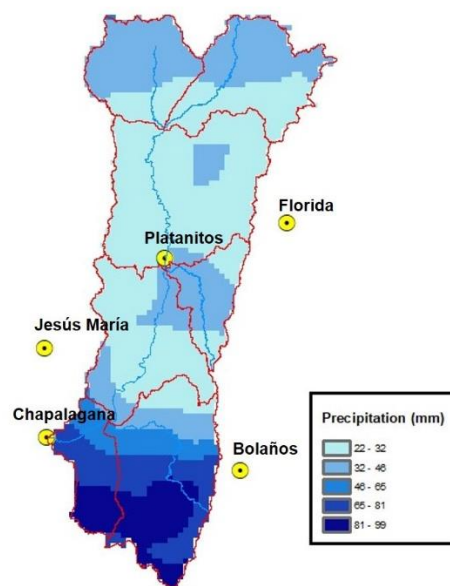 Florida
Platanitos
Jesús María
Chapalagana
Bolaños
Precipitation (mm)
22 - 32
32 - 46
46 - 65
65 - 81
81 - 99